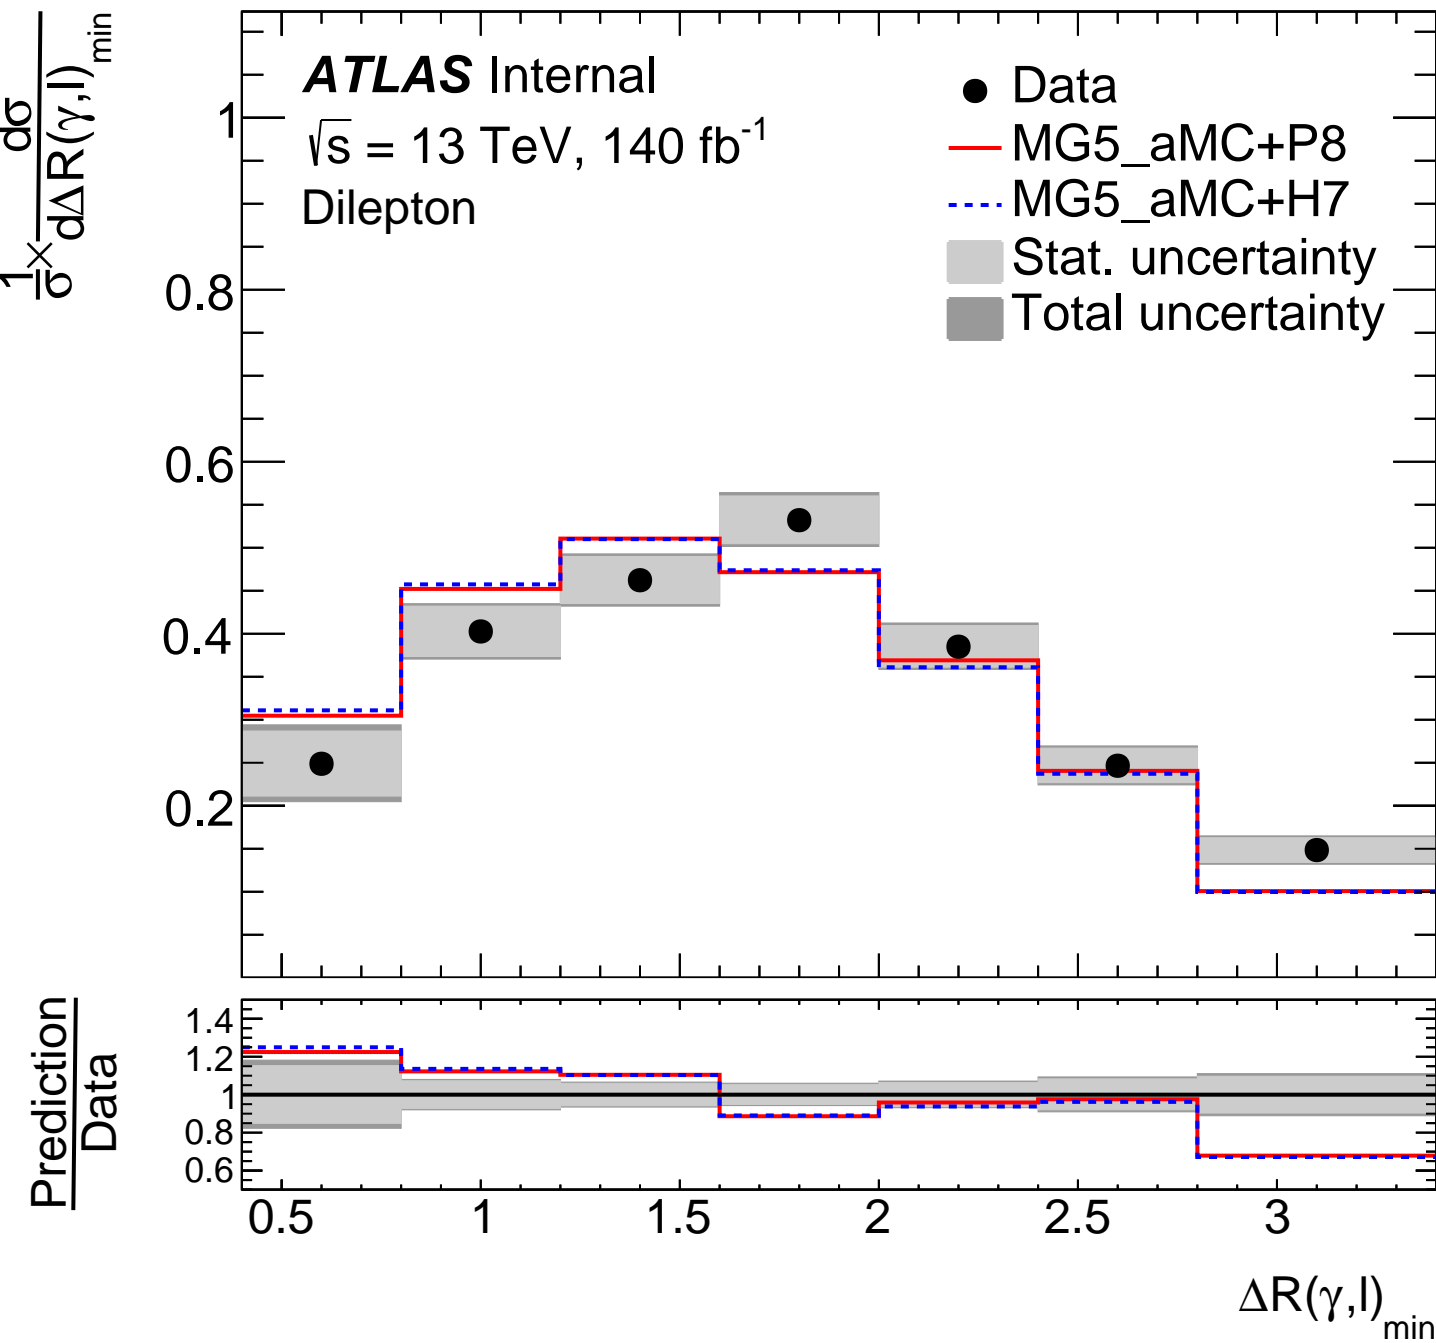 1/σ × dσ/dΔR(γ,l)min
ATLAS Internal
√s = 13 TeV, 140 fb-1
Dilepton
Data
MG5_aMC+P8
MG5_aMC+H7
Stat. uncertainty
Total uncertainty
1
0.8
0.6
0.4
0.2
Prediction
Data
1.4
1.2
1
0.8
0.6
0.5 1 1.5 2 2.5 3
ΔR(γ,l)min